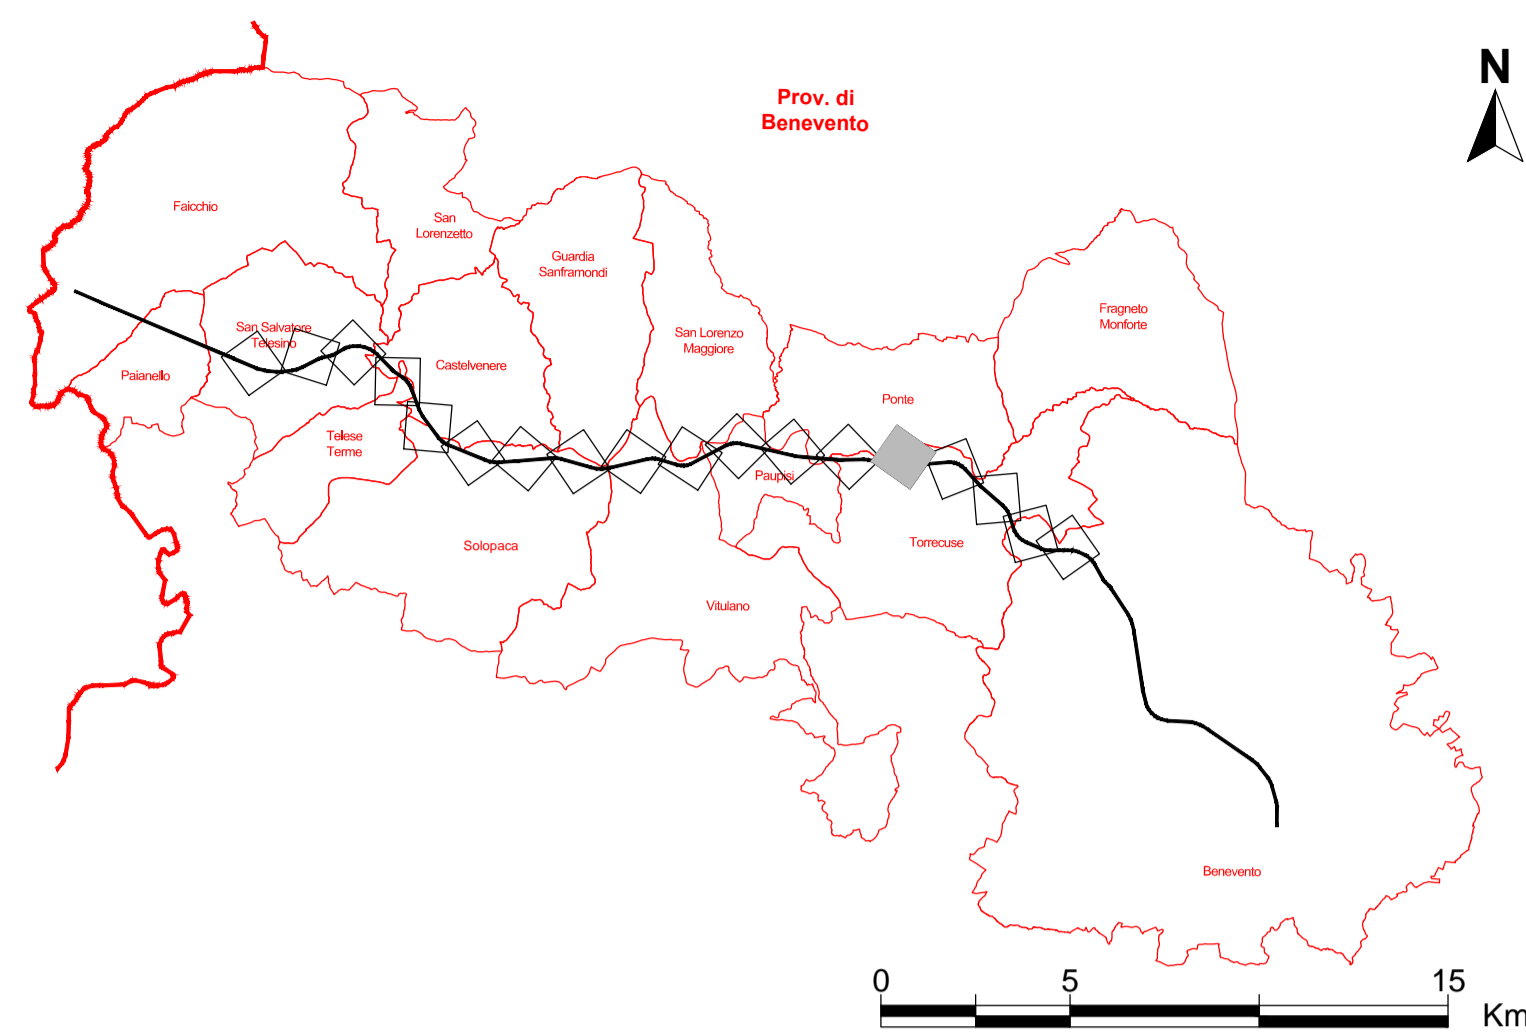 N
Prov. di
Benevento
Faicchio
San
Lorenzetto
Guardia
Sanframondi
Fragneto
Monforte
San Salvatore
Telesino
San Lorenzo
Maggiore
Castelvenere
Paianello
Ponte
Telese
Terme
Paupisi
Solopaca
Torrecuse
Vitulano
Benevento
0 5 15
Km